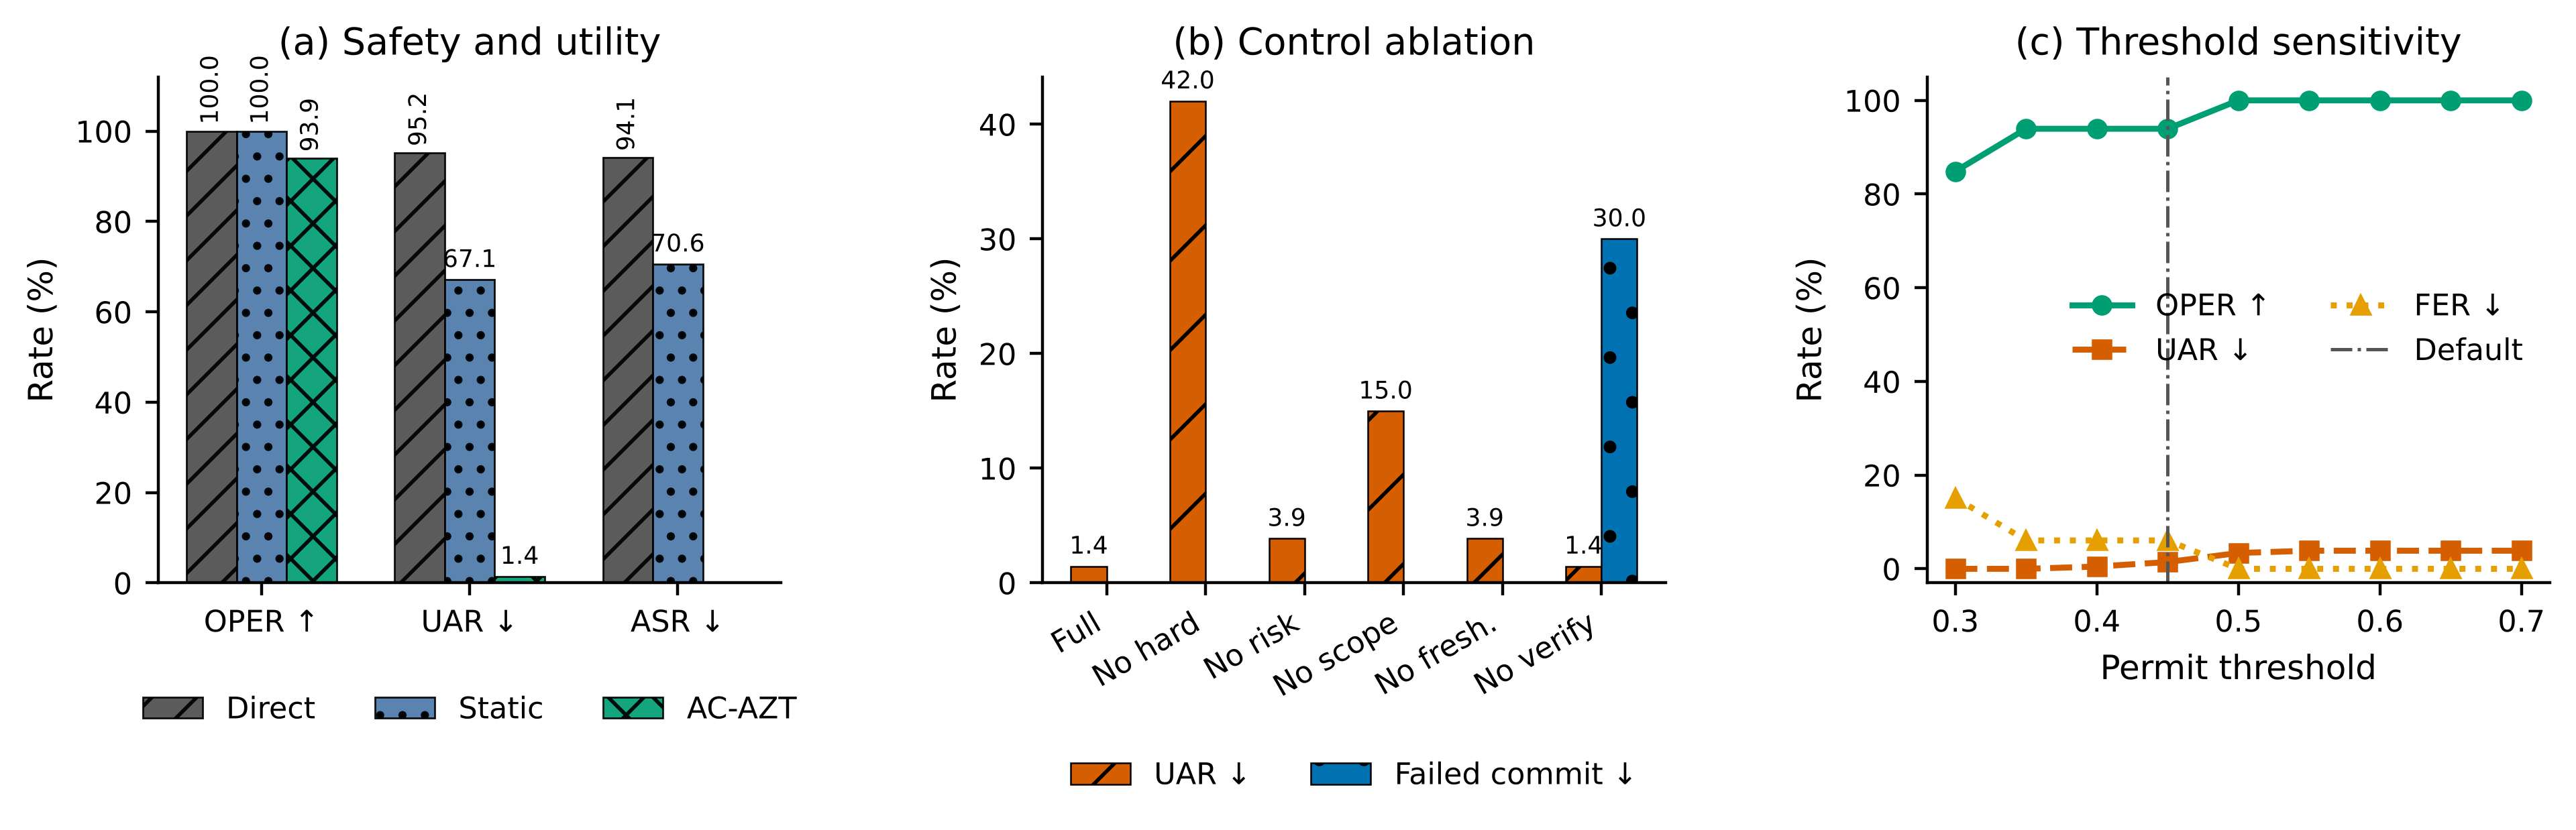 (a) Safety and utility
Rate (%)
100
80
60
40
20
0
100.0
100.0
93.9
95.2
67.1
1.4
94.1
70.6
OPER ↑
UAR ↓
ASR ↓
Direct
Static
AC-AZT
(b) Control ablation
Rate (%)
40
30
20
10
0
1.4
42.0
3.9
15.0
3.9
1.4
30.0
Full
No hard
No risk
No scope
No fresh.
No verify
UAR ↓
Failed commit ↓
(c) Threshold sensitivity
Rate (%)
100
80
60
40
20
0
OPER ↑
UAR ↓
FER ↓
Default
0.3
0.4
0.5
0.6
0.7
Permit threshold